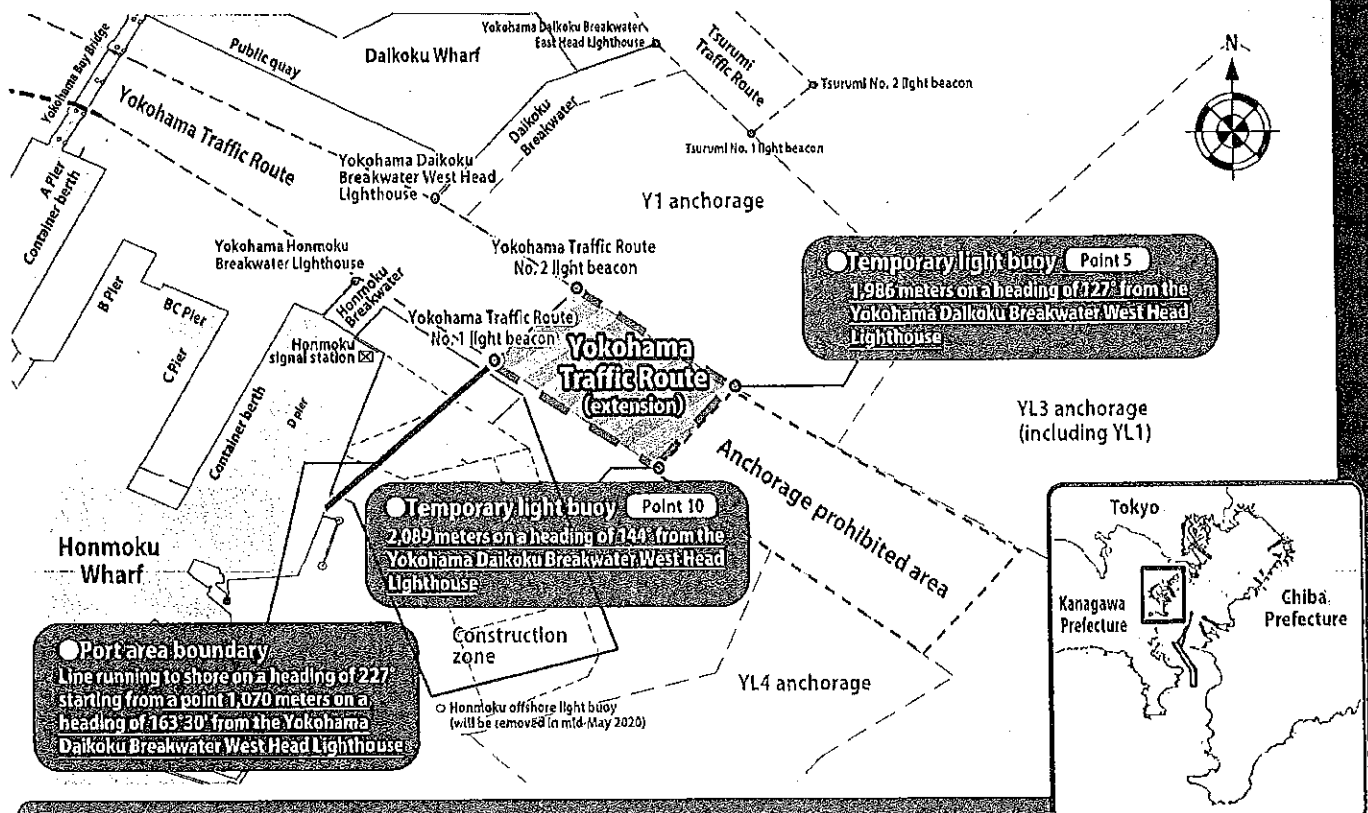 Yokohama Bay Bridge
Public quay
Daikoku Wharf
Yokohama Daikoku Breakwater
East Head Lighthouse
Tsurumi
Traffic Route
Tsurumi No. 2 light beacon
N
Yokohama Traffic Route
Daikoku
Breakwater
Tsurumi No. 1 light beacon
A Pier
Container berth
Yokohama Daikoku
Breakwater West Head
Lighthouse
Y1 anchorage
B Pier
BC Pier
C Pier
Yokohama Honmoku
Breakwater Lighthouse
Honmoku
Breakwater
Yokohama Traffic Route
No. 2 light beacon
Yokohama Traffic Route
No. 1 light beacon
Honmoku
signal station
Container berth
D pier
Yokohama
Traffic Route
(extension)
Temporary light buoy Point 5
1,986 meters on a heading of 127° from the
Yokohama Daikoku Breakwater West Head
Lighthouse
YL3 anchorage
(including YL1)
Anchorage prohibited area
Temporary light buoy Point 10
2,089 meters on a heading of 144° from the
Yokohama Daikoku Breakwater West Head
Lighthouse
Honmoku
Wharf
Construction
zone
Port area boundary
Line running to shore on a heading of 227°
starting from a point 1,070 meters on a
heading of 163°30' from the Yokohama
Daikoku Breakwater West Head Lighthouse
Honmoku offshore light buoy
(will be removed in mid-May 2020)
YL4 anchorage
Tokyo
Kanagawa
Prefecture
Chiba
Prefecture